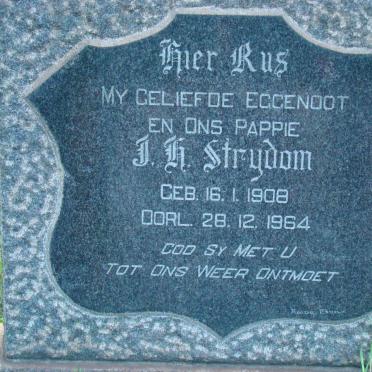 Hier Rus
MY GELIEFDE EGGENOOT
EN ONS PAPPIE
J. H. Strydom
GEB. 16. 1. 1908
OORL. 28. 12. 1964
GOD SY MET U
TOT ONS WEER ONTMOET